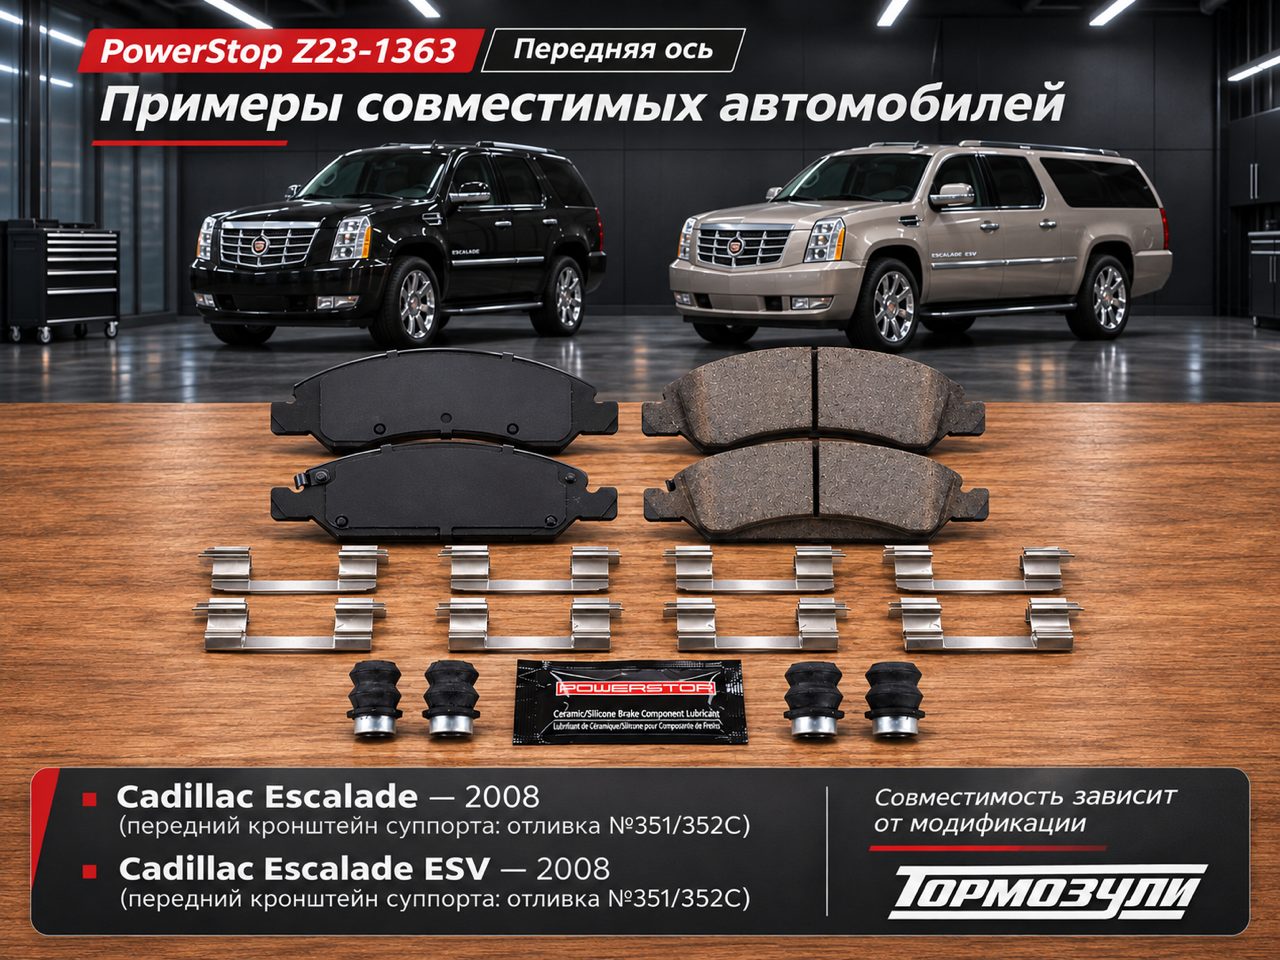 PowerStop Z23-1363
Передняя ось
Примеры совместимых автомобилей
ESCALADE
ESCALADE ESV
POWERSTOP
Ceramic/Silicone Brake Component Lubricant
Lubrifiant de Céramique/Silicone pour Composante de Freins
Cadillac Escalade — 2008
(передний кронштейн суппорта: отливка №351/352C)
Cadillac Escalade ESV — 2008
(передний кронштейн суппорта: отливка №351/352C)
Совместимость зависит
от модификации
ТОРМОЗУЛИ